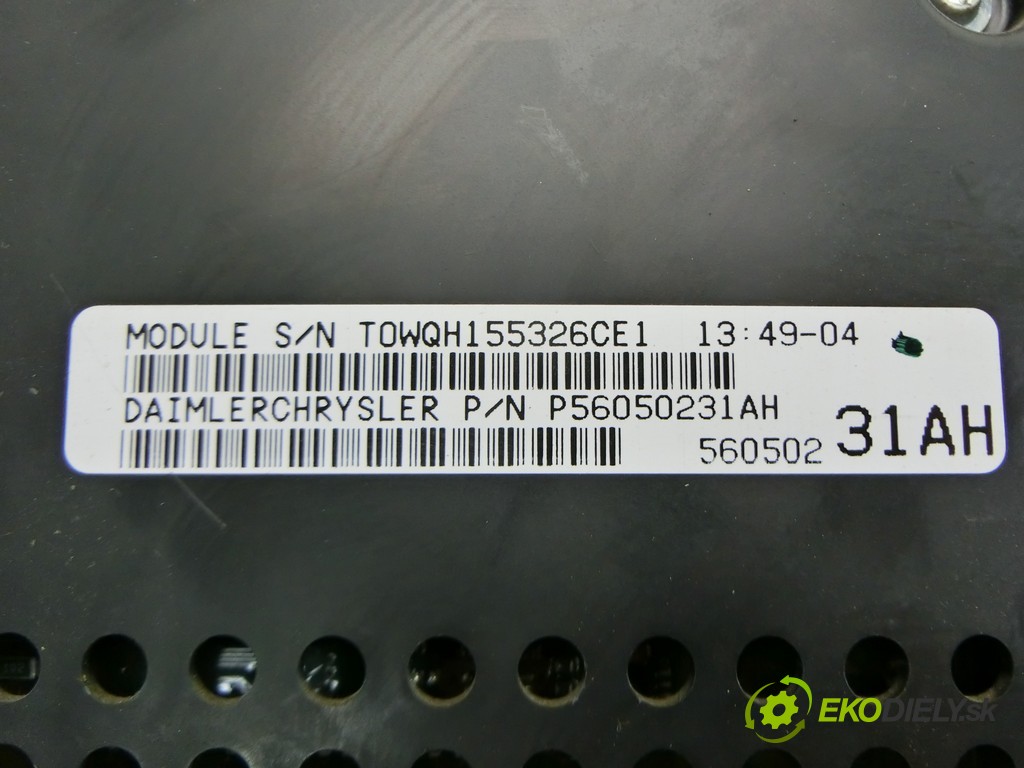 MODULE S/N T0WQH155326CE1 13:49-04
DAIMLERCHRYSLER P/N P56050231AH
560502 31AH
EKODIELY.sk